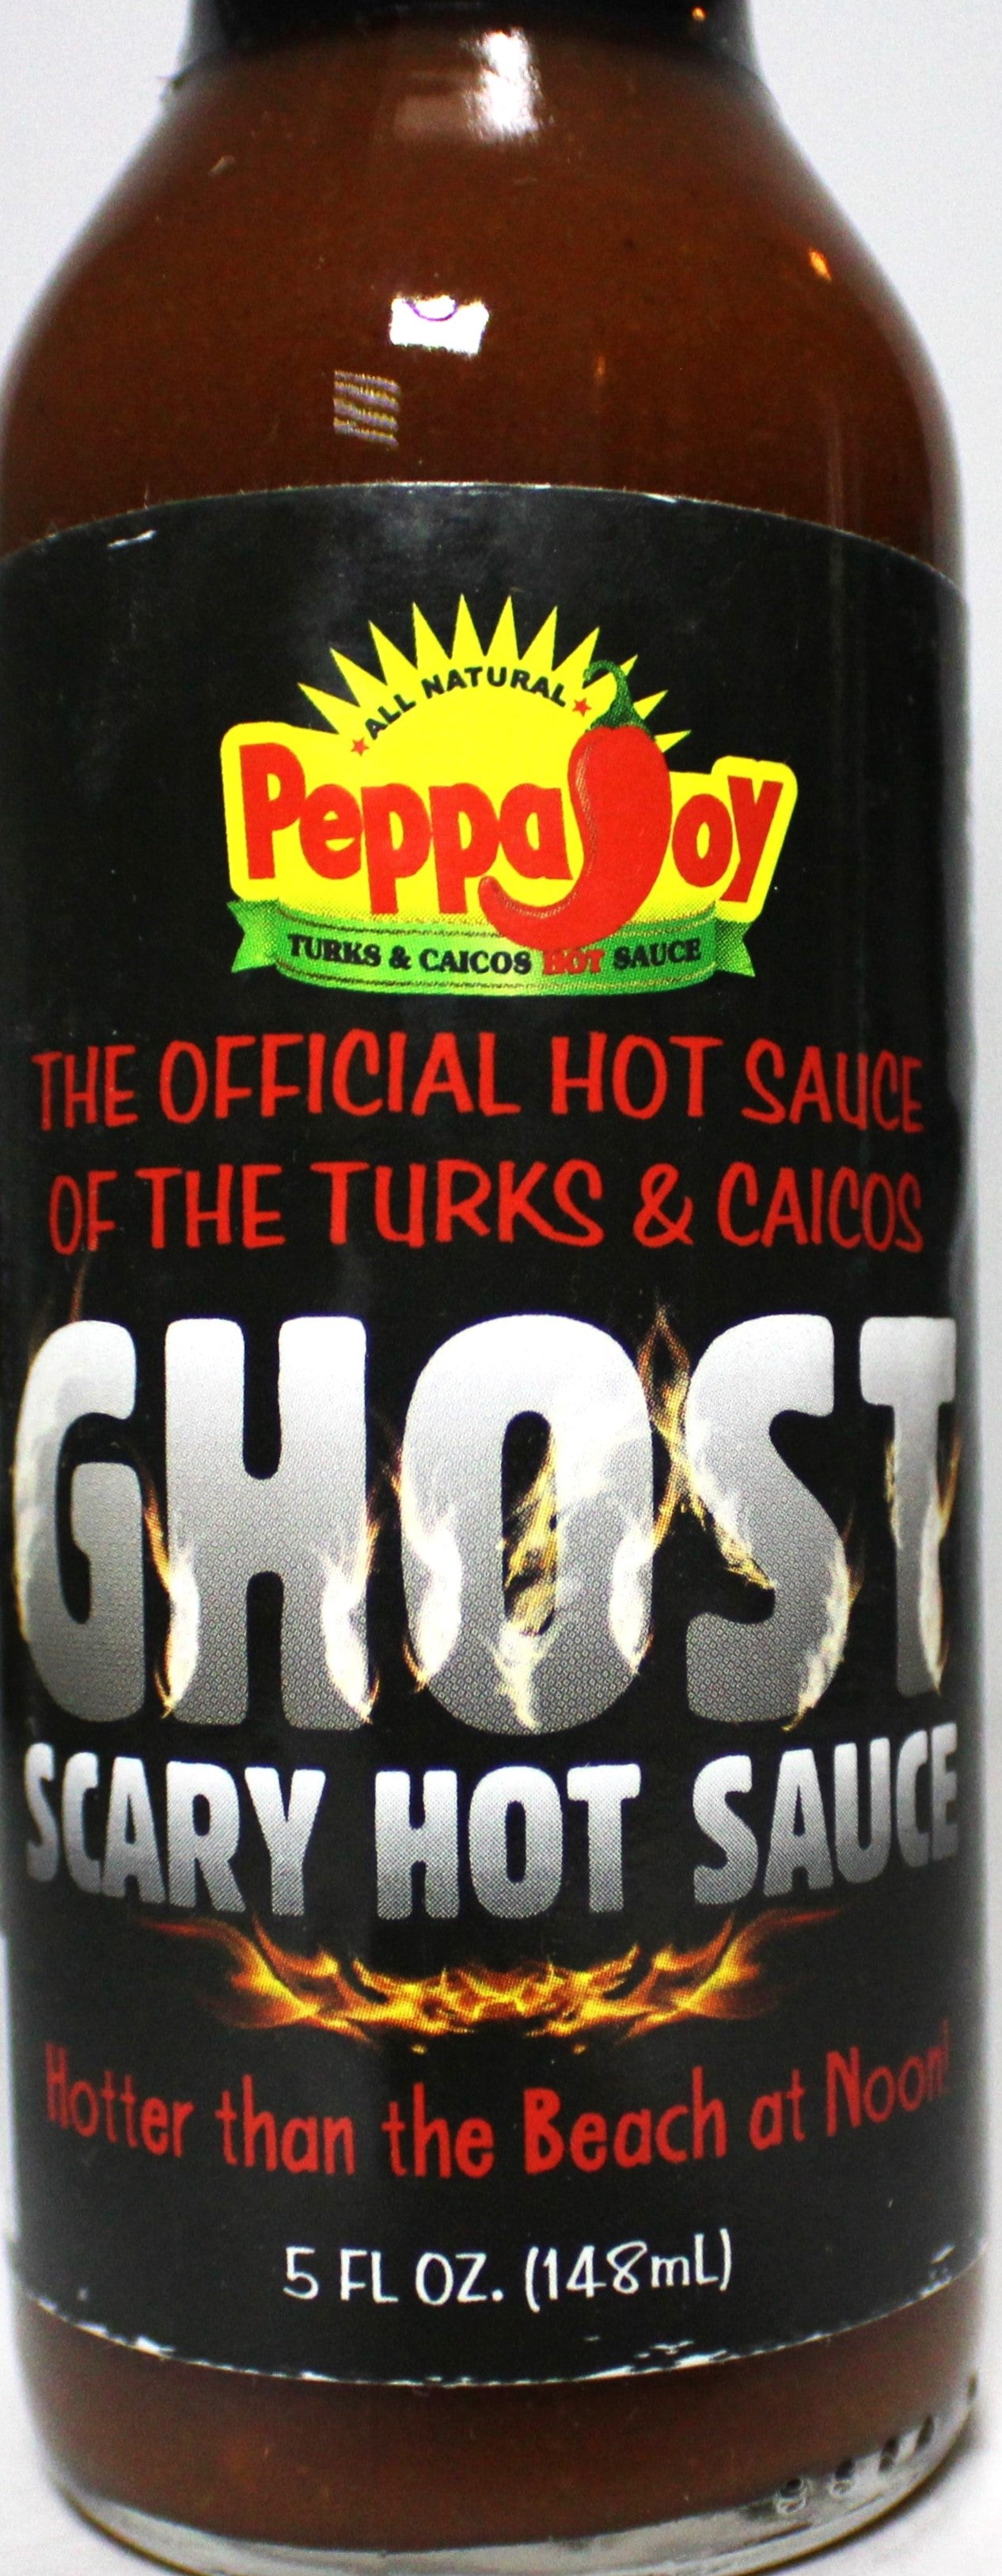 ALL NATURAL
PeppaJoy
TURKS & CAICOS HOT SAUCE
THE OFFICIAL HOT SAUCE
OF THE TURKS & CAICOS
GHOST
SCARY HOT SAUCE
Hotter than the Beach at Noon!
5 FL OZ. (148mL)